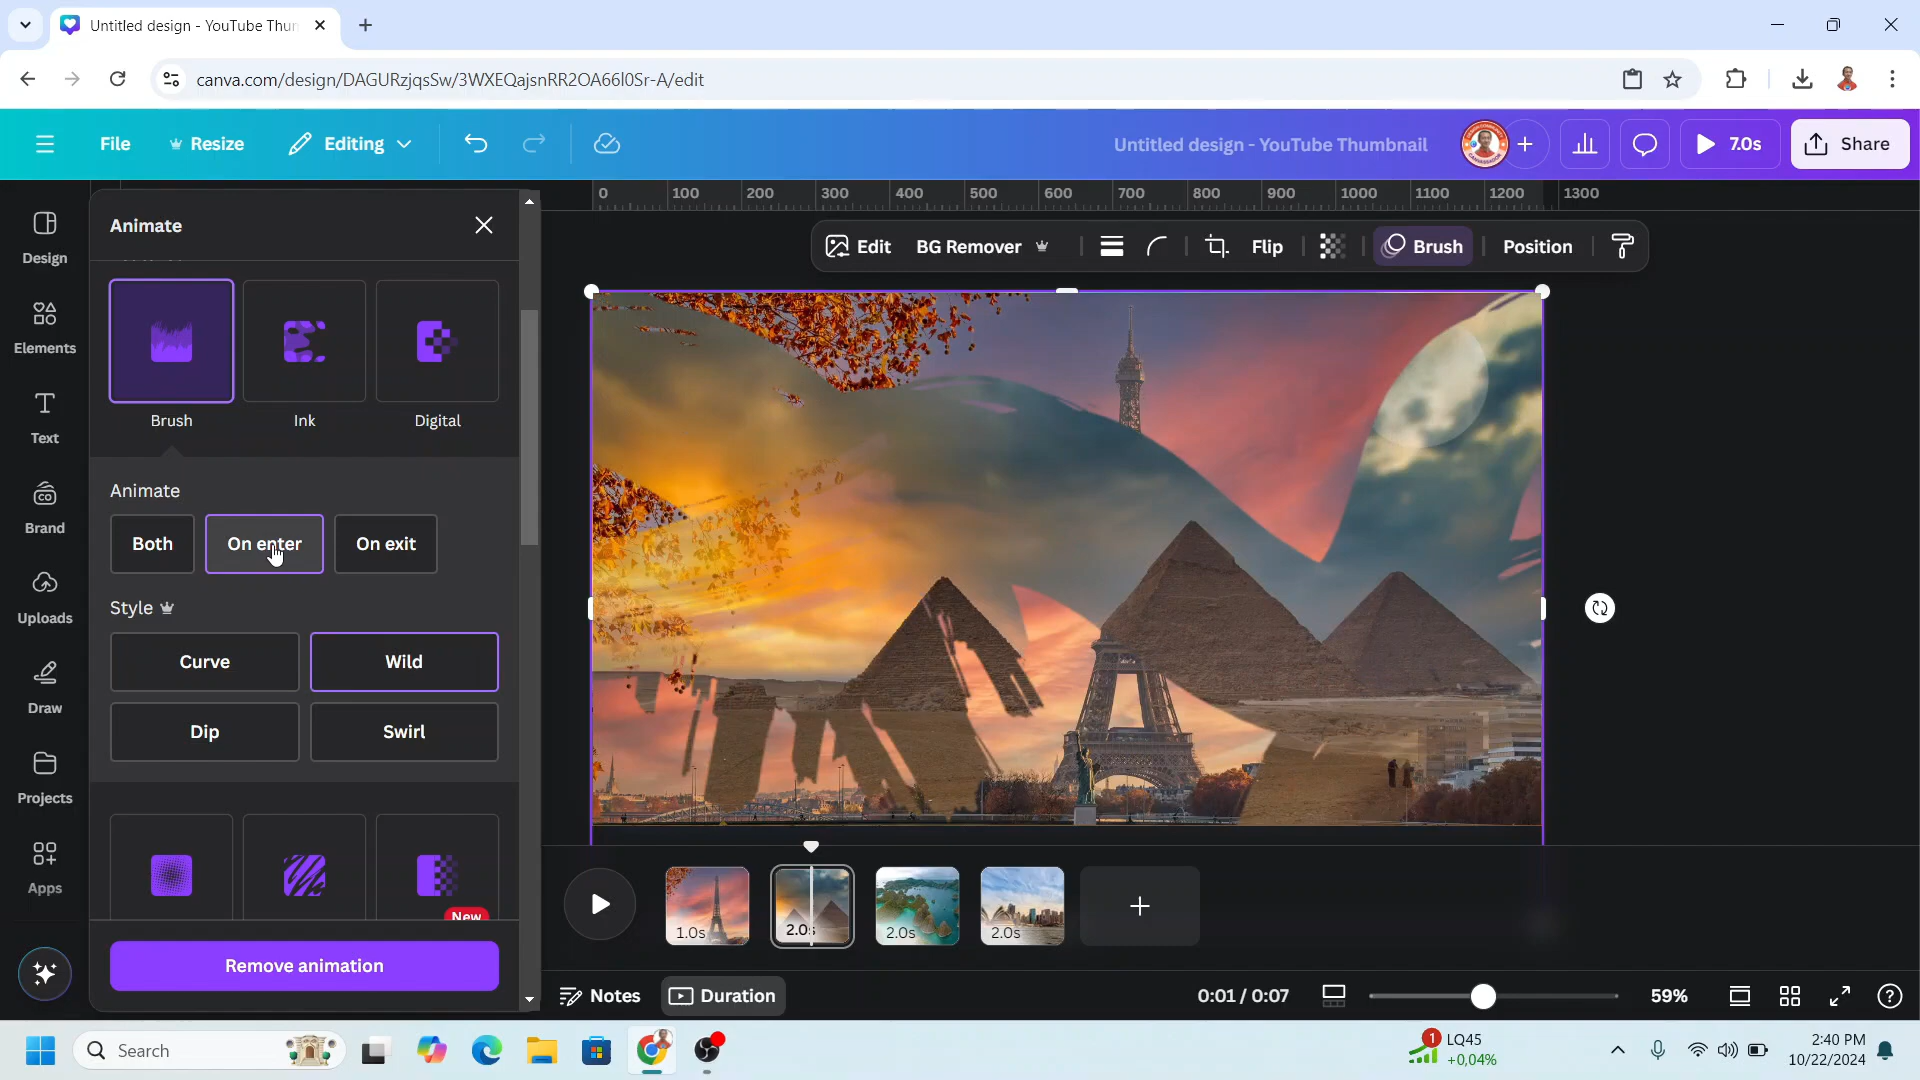 Untitled design - YouTube Thun
canva.com/design/DAGURzjqsSw/3WXEQajsnRR2OA66l0Sr-A/edit
File
Resize
Editing
Untitled design - YouTube Thumbnail
7.0s
Share
0 100 200 300 400 500 600 700 800 900 1000 1100 1200 1300
Animate
Edit
BG Remover
Flip
Brush
Position
Design
Elements
Text
Brand
Uploads
Draw
Projects
Apps
Brush
Ink
Digital
Animate
Both
On enter
On exit
Style
Curve
Wild
Dip
Swirl
New
Remove animation
1.0s
2.0s
2.0s
2.0s
Notes
Duration
0:01 / 0:07
59%
Search
1
LQ45
+0,04%
2:40 PM
10/22/2024